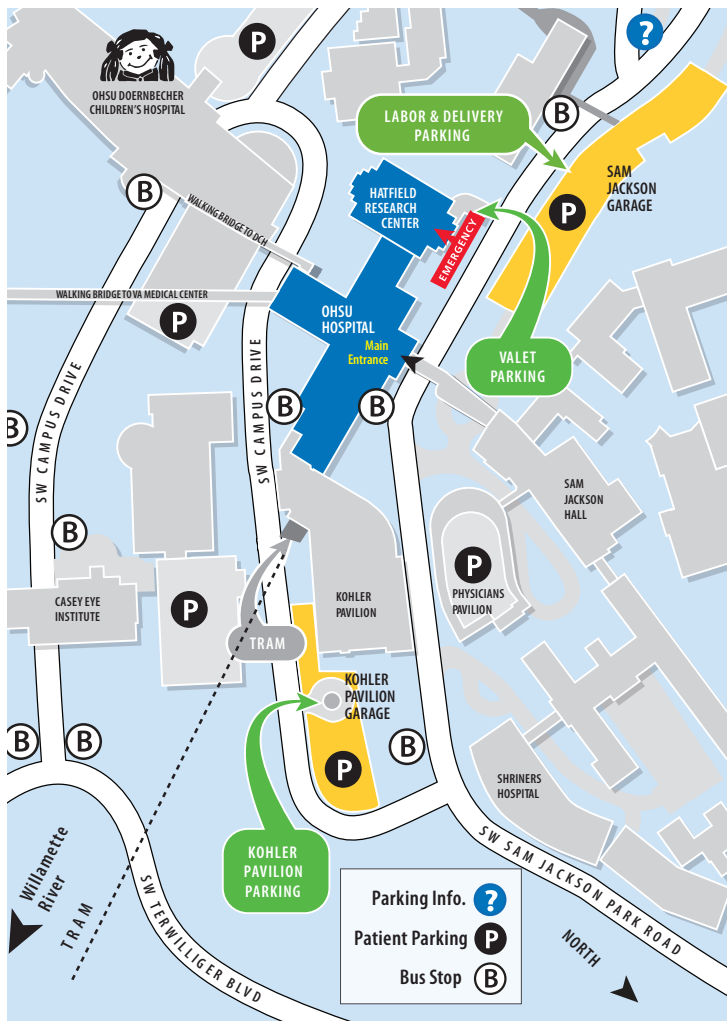 ?
P
OHSU DOERNBECHER
CHILDREN'S HOSPITAL
LABOR & DELIVERY
PARKING
B
SAM
JACKSON
GARAGE
P
B
HATFIELD
RESEARCH
CENTER
EMERGENCY
WALKING BRIDGE TO DCH
WALKING BRIDGE TO VA MEDICAL CENTER
P
OHSU
HOSPITAL
Main
Entrance
VALET
PARKING
SW CAMPUS DRIVE
SW CAMPUS DRIVE
B
B
B
B
SAM
JACKSON
HALL
P
PHYSICIANS
PAVILION
CASEY EYE
INSTITUTE
P
KOHLER
PAVILION
TRAM
KOHLER
PAVILION
GARAGE
P
B
B
B
SHRINERS
HOSPITAL
KOHLER
PAVILION
PARKING
SW SAM JACKSON PARK ROAD
Willamette
River
TRAM
SW TERWILLIGER BLVD
NORTH
Parking Info. ?
Patient Parking P
Bus Stop B